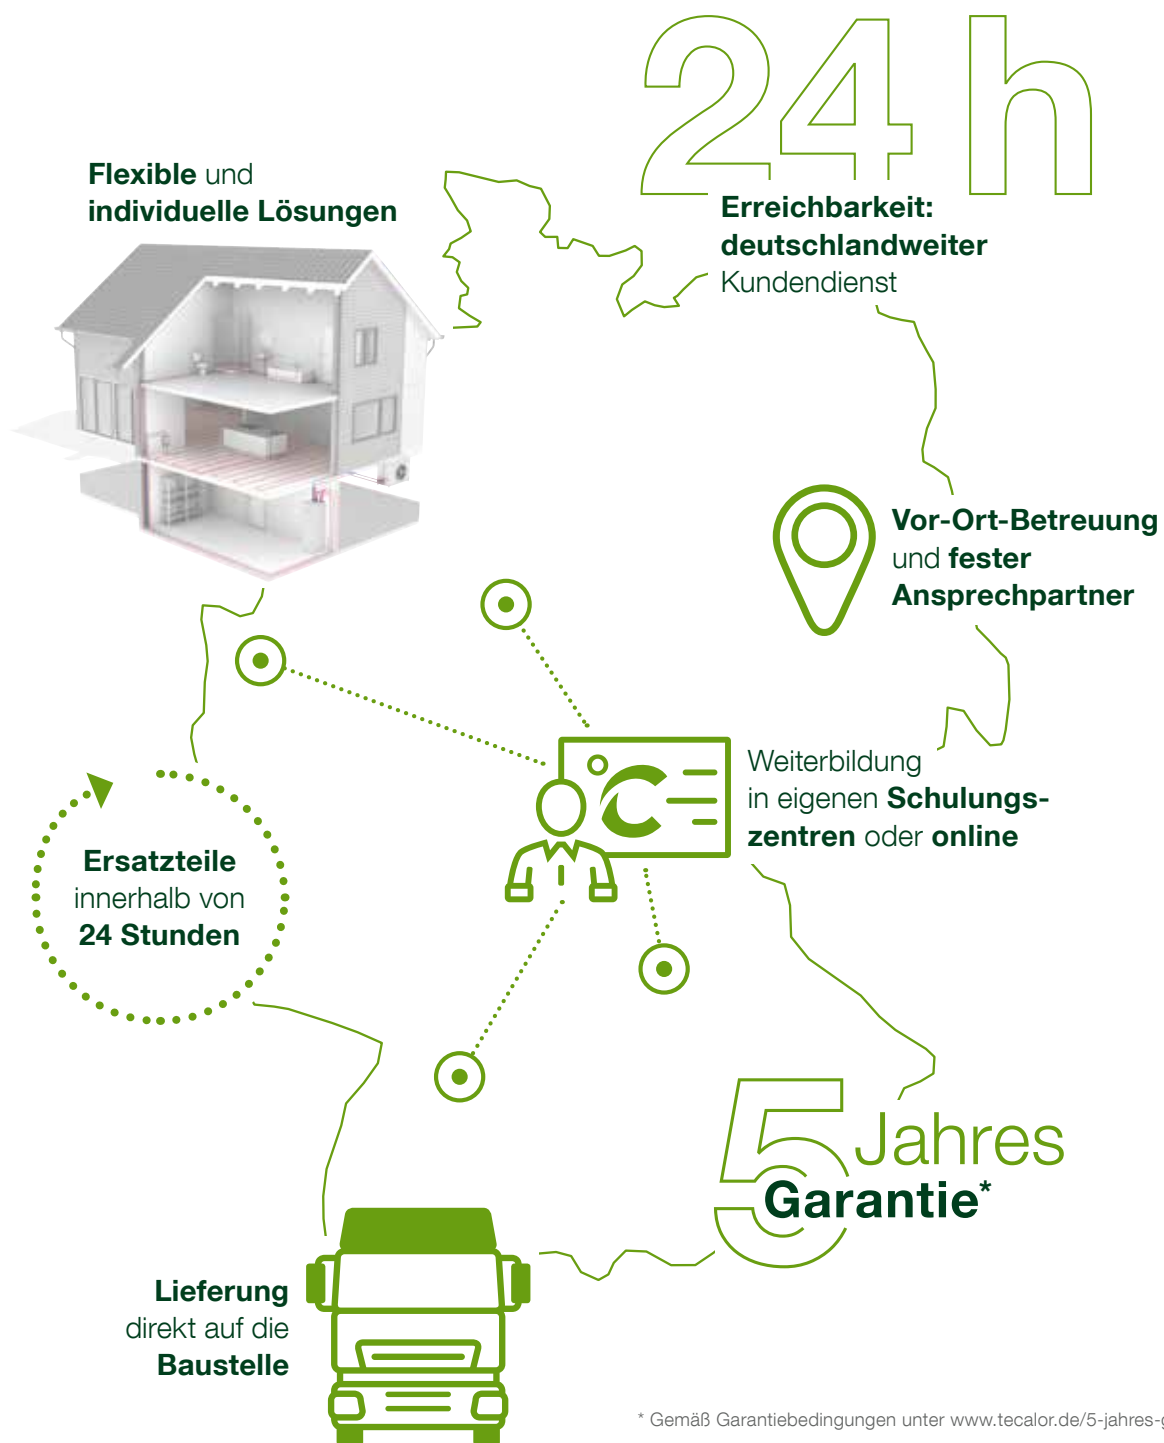 24 h
Flexible und
individuelle Lösungen
Erreichbarkeit:
deutschlandweiter
Kundendienst
Vor-Ort-Betreuung
und fester
Ansprechpartner
Weiterbildung
in eigenen Schulungs-
zentren oder online
Ersatzteile
innerhalb von
24 Stunden
5 Jahres
Garantie*
Lieferung
direkt auf die
Baustelle
* Gemäß Garantiebedingungen unter www.tecalor.de/5-jahres-g